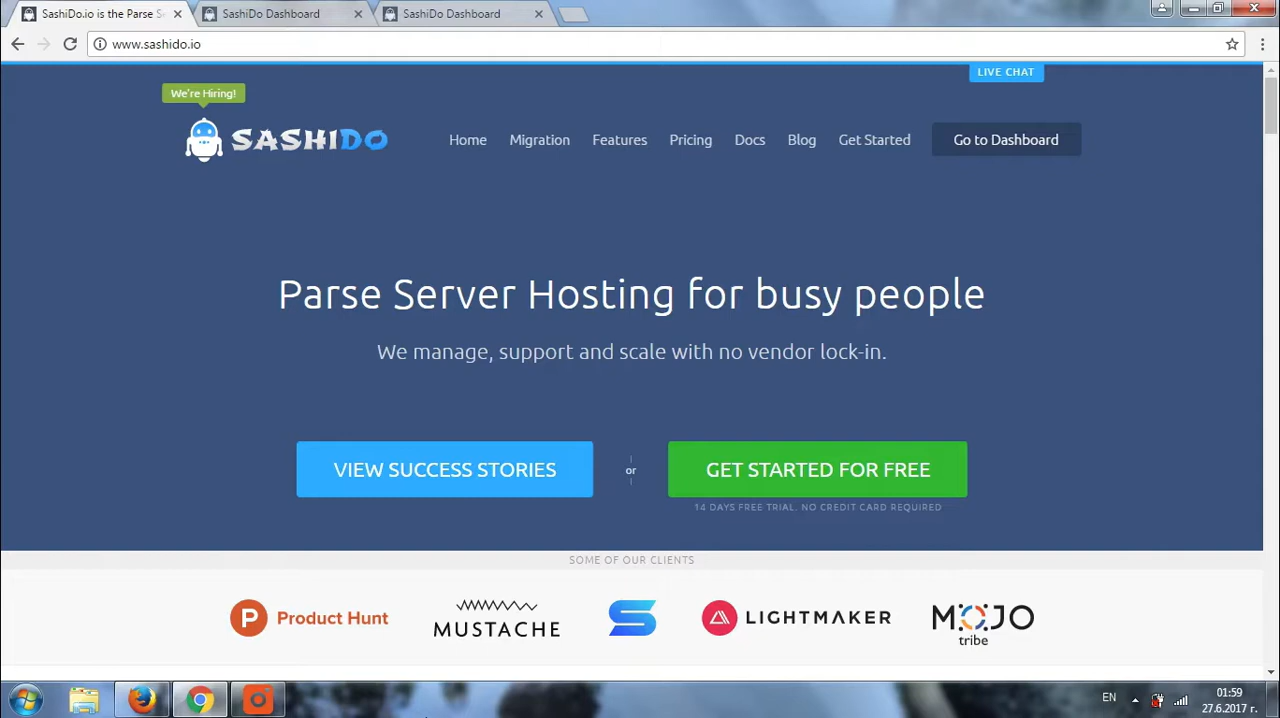 SashiDo.io is the Parse S
SashiDo Dashboard
SashiDo Dashboard
www.sashido.io
LIVE CHAT
We're Hiring!
SASHIDO
Home
Migration
Features
Pricing
Docs
Blog
Get Started
Go to Dashboard
Parse Server Hosting for busy people
We manage, support and scale with no vendor lock-in.
VIEW SUCCESS STORIES
or
GET STARTED FOR FREE
14 DAYS FREE TRIAL. NO CREDIT CARD REQUIRED
SOME OF OUR CLIENTS
P Product Hunt
MUSTACHE
LIGHTMAKER
MOJO
tribe
EN
01:59
27.6.2017 г.